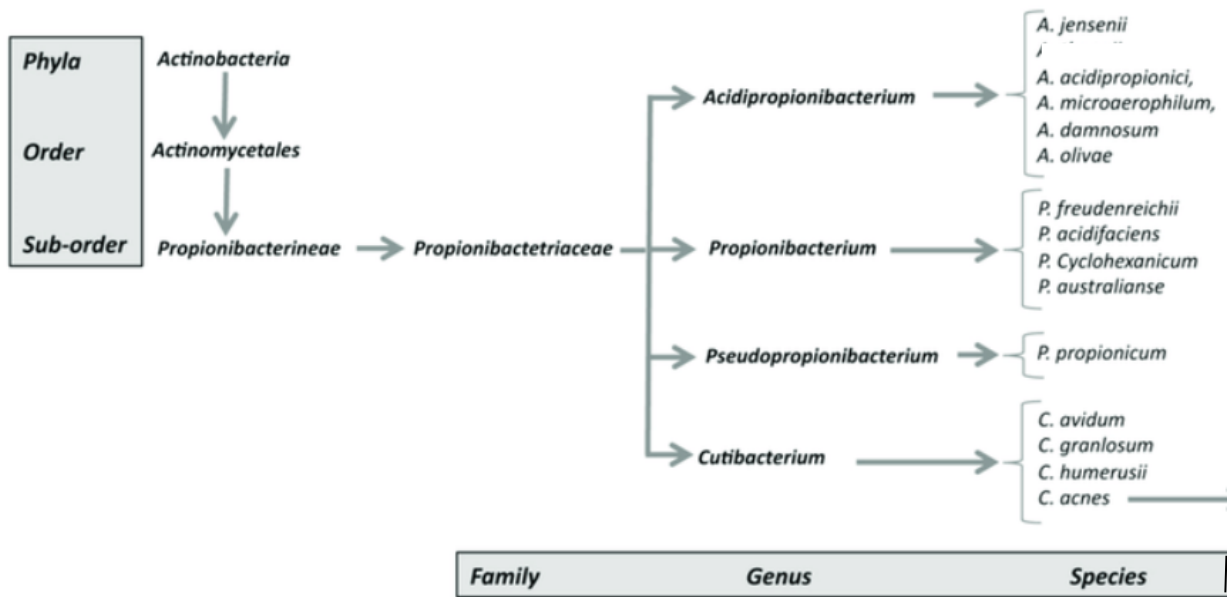 Phyla
Actinobacteria
Order
Actinomycetales
Sub-order
Propionibacterineae
Propionibactetriaceae
Acidipropionibacterium
A. jensenii
A. acidipropionici,
A. microaerophilum,
A. damnosum
A. olivae
Propionibacterium
P. freudenreichii
P. acidifaciens
P. Cyclohexanicum
P. australianse
Pseudopropionibacterium
P. propionicum
Cutibacterium
C. avidum
C. granlosum
C. humerusii
C. acnes
Family
Genus
Species